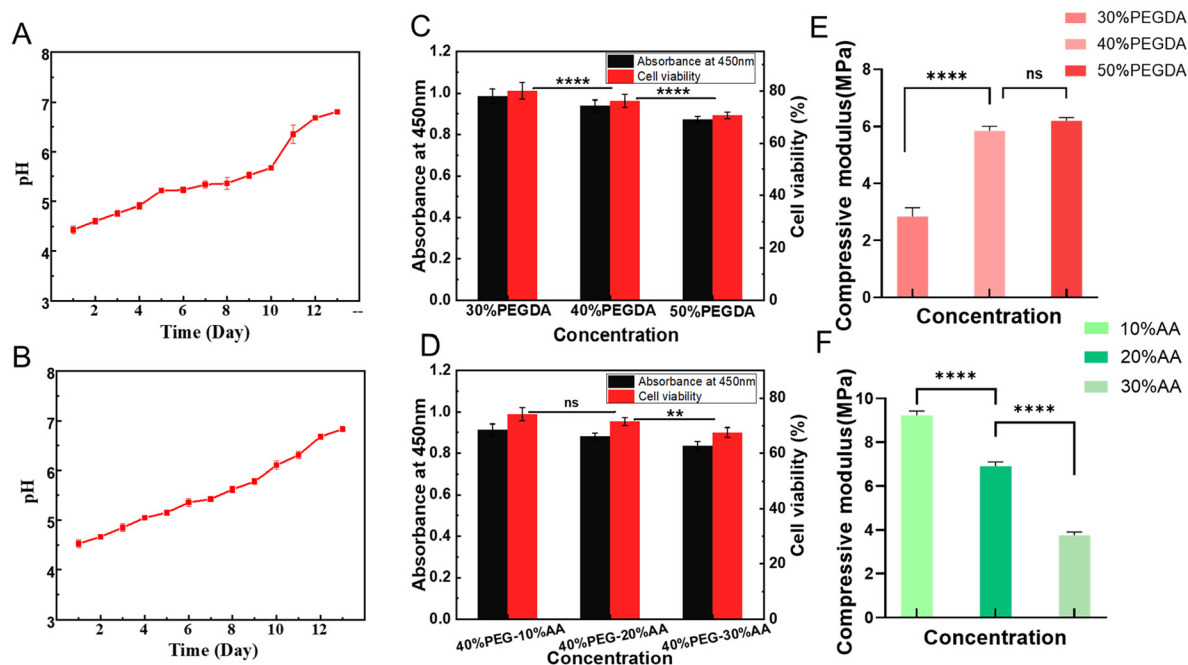 A
8
7
6
5
4
3
pH
2 4 6 8 10 12 --
Time (Day)
B
8
7
6
5
4
3
pH
2 4 6 8 10 12
Time (Day)
C
1.2
1.0
0.8
0.6
0.4
0.2
0.0
Absorbance at 450nm
Absorbance at 450nm
Cell viability
**** ****
80
60
40
20
0
Cell viability (%)
30%PEGDA 40%PEGDA 50%PEGDA
Concentration
D
1.2
1.0
0.8
0.6
0.4
0.2
0.0
Absorbance at 450nm
Absorbance at 450nm
Cell viability
ns **
80
60
40
20
0
Cell viability (%)
40%PEG-10%AA 40%PEG-20%AA 40%PEG-30%AA
Concentration
E
30%PEGDA
40%PEGDA
50%PEGDA
8
6
4
2
0
Compressive modulus(MPa)
**** ns
Concentration
F
10%AA
20%AA
30%AA
10
8
6
4
2
0
Compressive modulus(MPa)
**** ****
Concentration